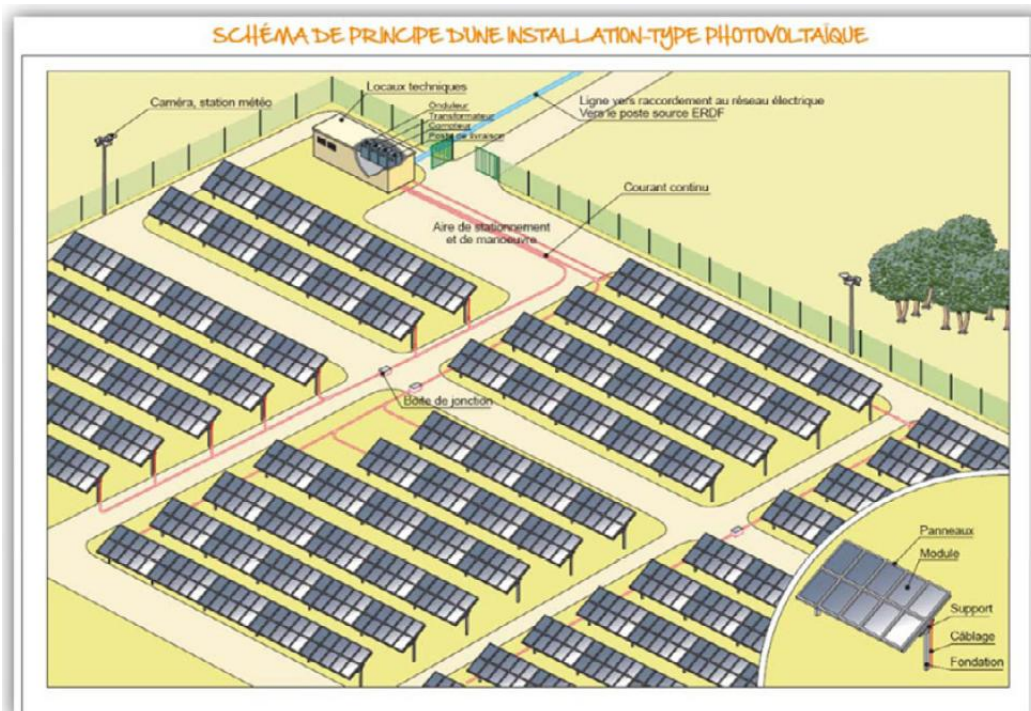 SCHÉMA DE PRINCIPE D'UNE INSTALLATION-TYPE PHOTOVOLTAÏQUE
Caméra, station météo
Locaux techniques
Onduleur
Transformateur
Compteur
Poste de livraison
Ligne vers raccordement au réseau électrique
Vers le poste source ERDF
Courant continu
Aire de stationnement
et de manoeuvre
Boite de jonction
Panneaux
Module
Support
Câblage
Fondation